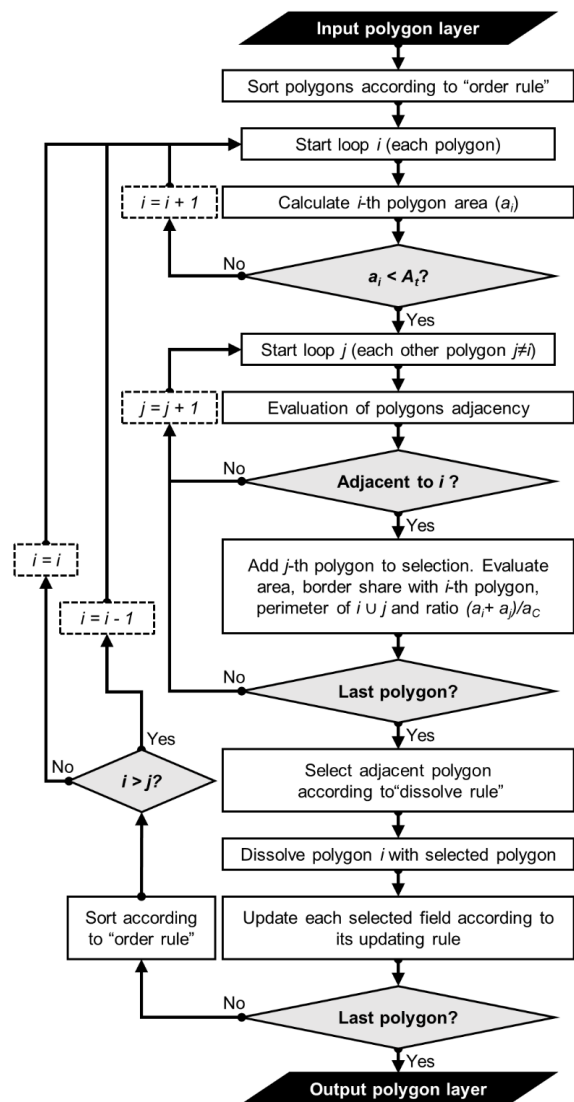 Input polygon layer
Sort polygons according to “order rule”
Start loop i (each polygon)
i = i + 1
Calculate i-th polygon area (ai)
No
ai < At?
Yes
Start loop j (each other polygon j≠i)
j = j + 1
Evaluation of polygons adjacency
No
Adjacent to i ?
Yes
i = i
Add j-th polygon to selection. Evaluate
area, border share with i-th polygon,
perimeter of i ∪ j and ratio (ai+ aj)/aC
i = i - 1
No
Last polygon?
Yes
Yes
No
i > j?
Select adjacent polygon
according to“dissolve rule”
Dissolve polygon i with selected polygon
Sort according
to “order rule”
Update each selected field according to
its updating rule
No
Last polygon?
Yes
Output polygon layer